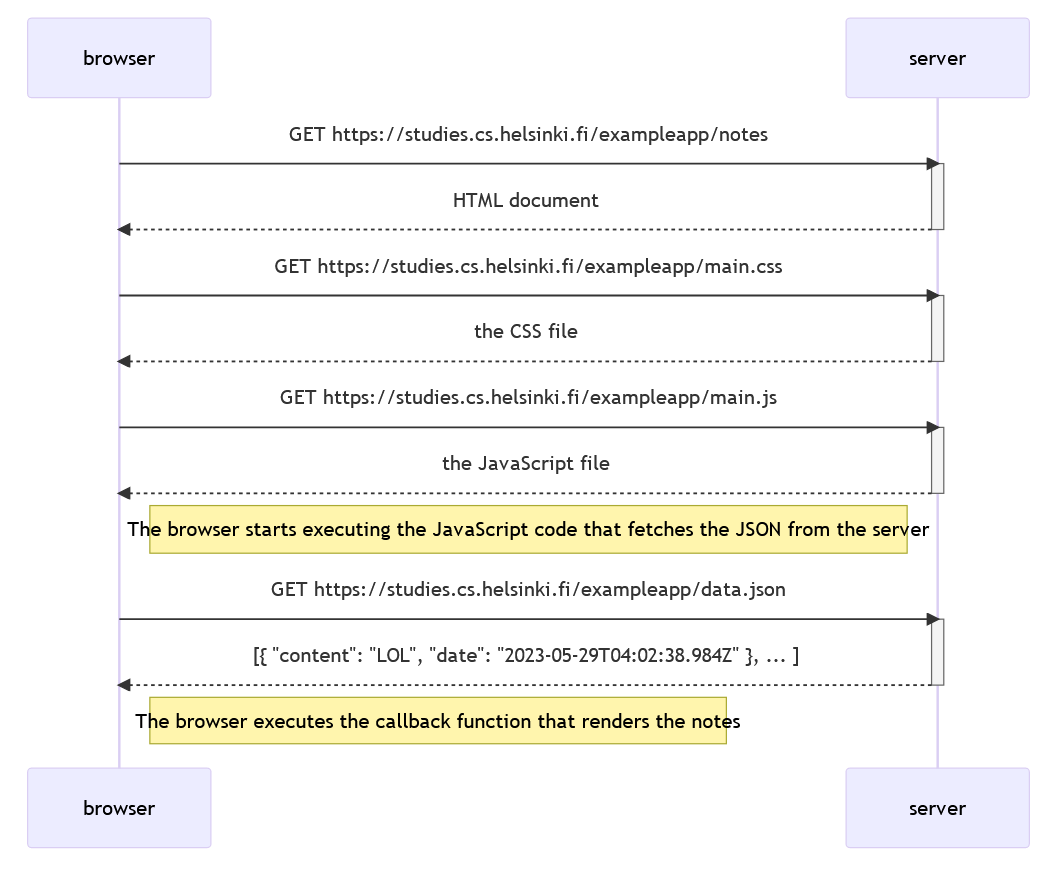 browser
server
GET https://studies.cs.helsinki.fi/exampleapp/notes
HTML document
GET https://studies.cs.helsinki.fi/exampleapp/main.css
the CSS file
GET https://studies.cs.helsinki.fi/exampleapp/main.js
the JavaScript file
The browser starts executing the JavaScript code that fetches the JSON from the server
GET https://studies.cs.helsinki.fi/exampleapp/data.json
[{ "content": "LOL", "date": "2023-05-29T04:02:38.984Z" }, ... ]
The browser executes the callback function that renders the notes
browser
server